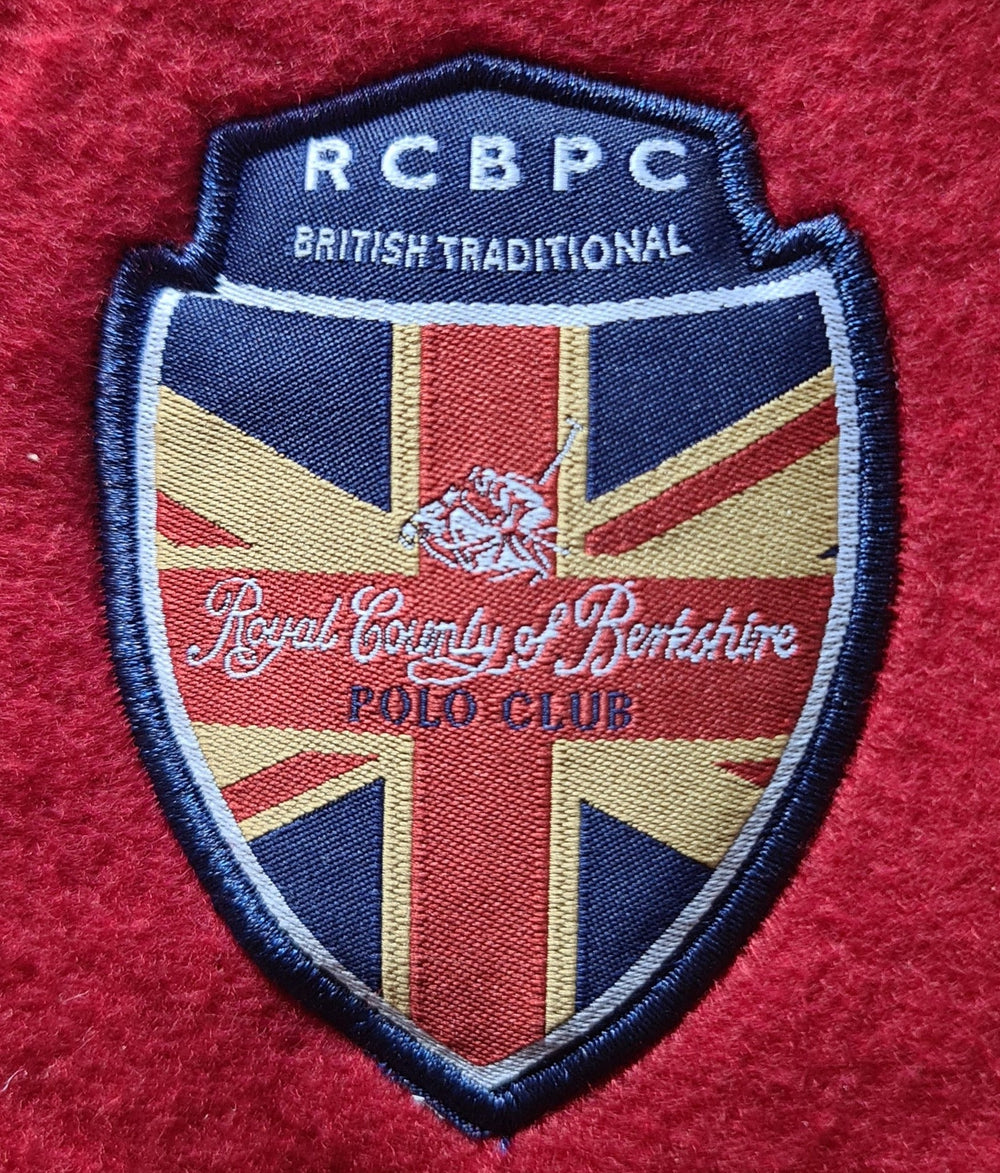 RCBPC
BRITISH TRADITIONAL
Royal County of Berkshire
POLO CLUB